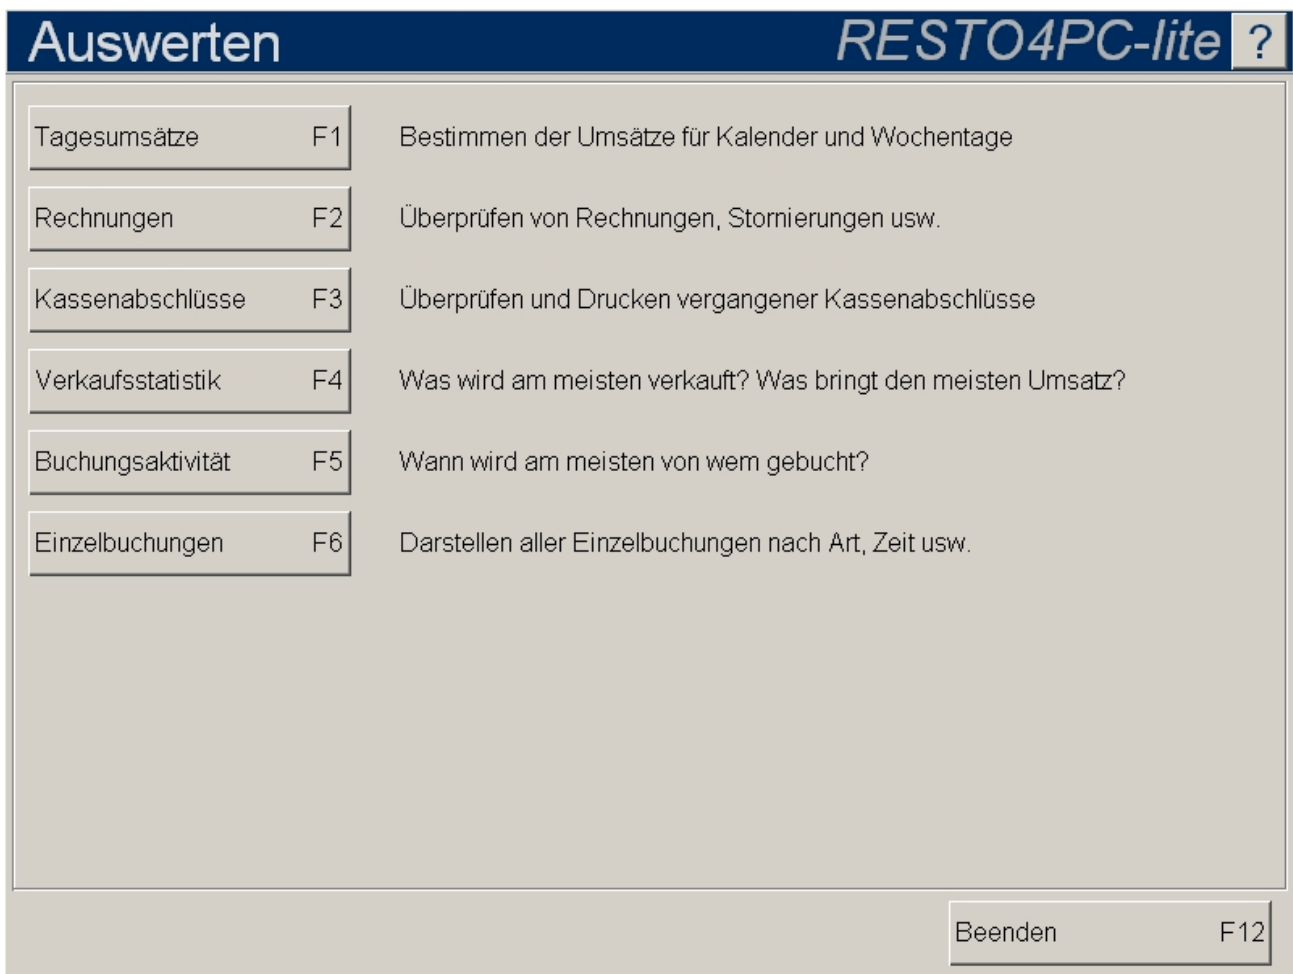 Auswerten RESTO4PC-lite ?
Tagesumsätze F1 Bestimmen der Umsätze für Kalender und Wochentage
Rechnungen F2 Überprüfen von Rechnungen, Stornierungen usw.
Kassenabschlüsse F3 Überprüfen und Drucken vergangener Kassenabschlüsse
Verkaufsstatistik F4 Was wird am meisten verkauft? Was bringt den meisten Umsatz?
Buchungsaktivität F5 Wann wird am meisten von wem gebucht?
Einzelbuchungen F6 Darstellen aller Einzelbuchungen nach Art, Zeit usw.
Beenden F12